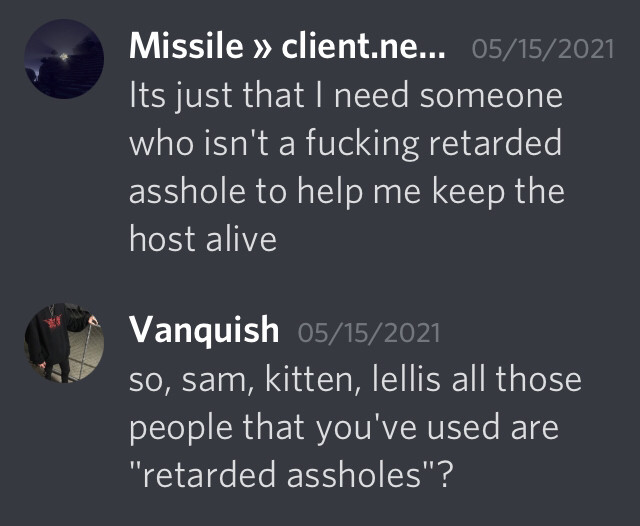 Missile » client.ne... 05/15/2021
Its just that I need someone
who isn't a fucking retarded
asshole to help me keep the
host alive
Vanquish 05/15/2021
so, sam, kitten, lellis all those
people that you've used are
"retarded assholes"?